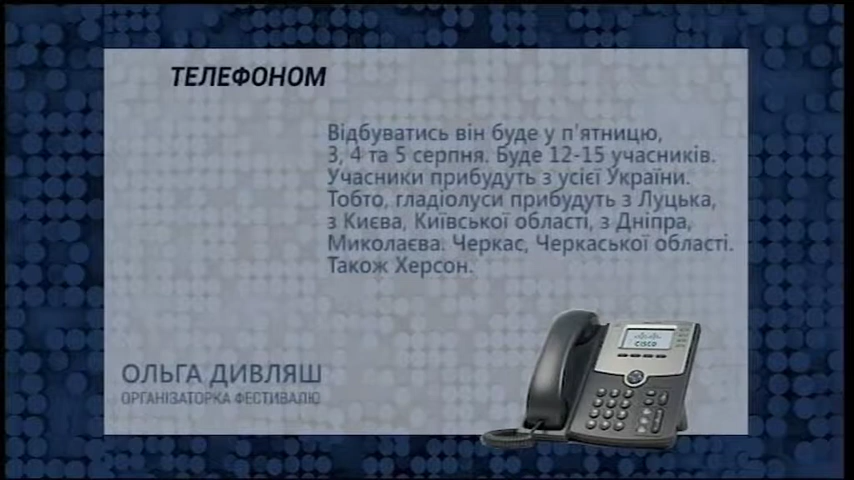 ТЕЛЕФОНОМ
Відбуватись він буде у п'ятницю,
3, 4 та 5 серпня. Буде 12-15 учасників.
Учасники прибудуть з усієї України.
Тобто, гладіолуси прибудуть з Луцька,
з Києва, Київської області, з Дніпра,
Миколаєва. Черкас, Черкаської області.
Також Херсон.
CISCO
ОЛЬГА ДИВЛЯШ
ОРГАНІЗАТОРКА ФЕСТИВАЛЮ